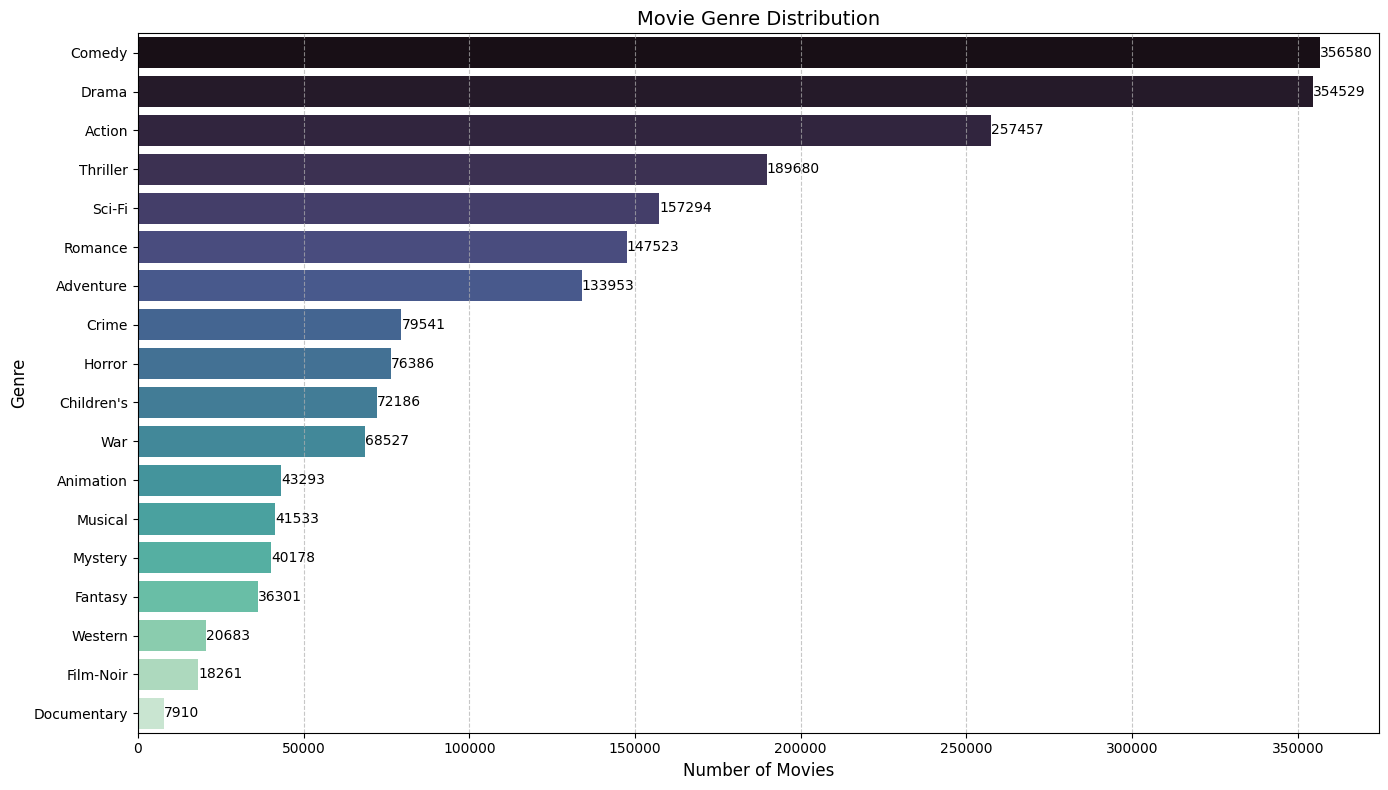 Movie Genre Distribution
Genre
Comedy 356580
Drama 354529
Action 257457
Thriller 189680
Sci-Fi 157294
Romance 147523
Adventure 133953
Crime 79541
Horror 76386
Children's 72186
War 68527
Animation 43293
Musical 41533
Mystery 40178
Fantasy 36301
Western 20683
Film-Noir 18261
Documentary 7910
0 50000 100000 150000 200000 250000 300000 350000
Number of Movies